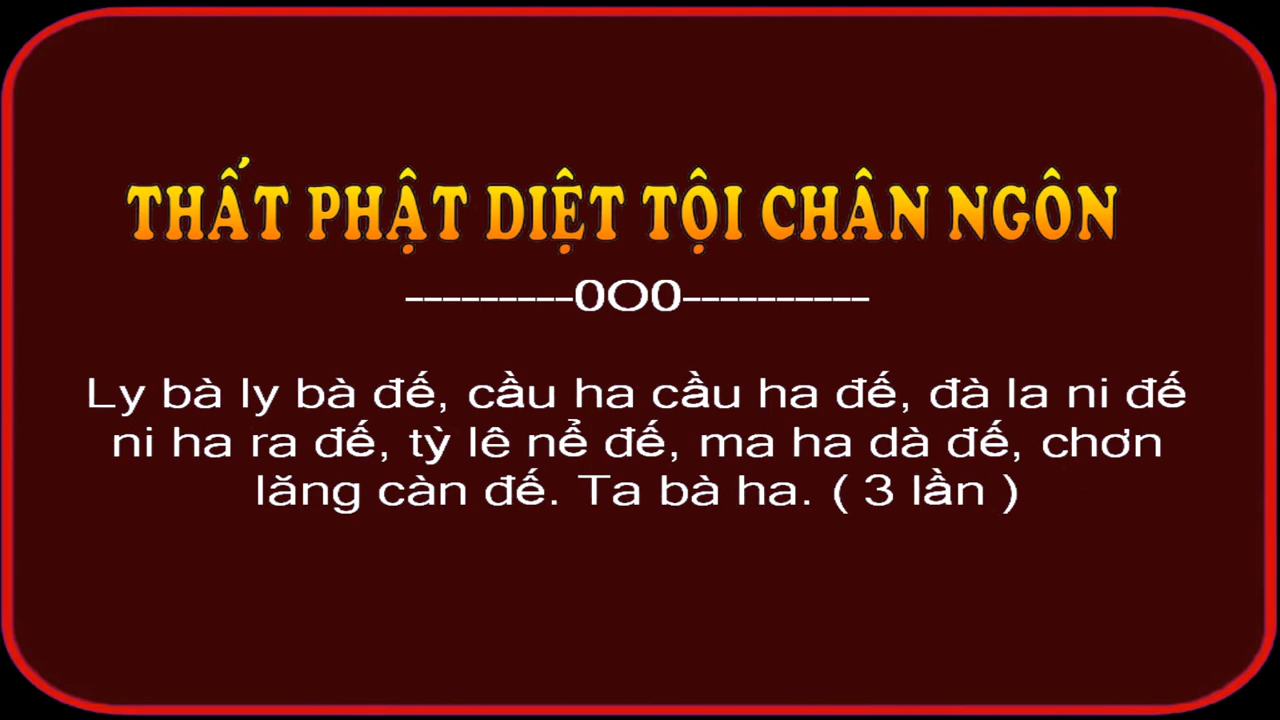 THẤT PHẬT DIỆT TỘI CHÂN NGÔN
---------0O0----------
Ly bà ly bà đế, cầu ha cầu ha đế, đà la ni đế
ni ha ra đế, tỳ lê nể đế, ma ha dà đế, chơn
lăng càn đế. Ta bà ha. ( 3 lần )